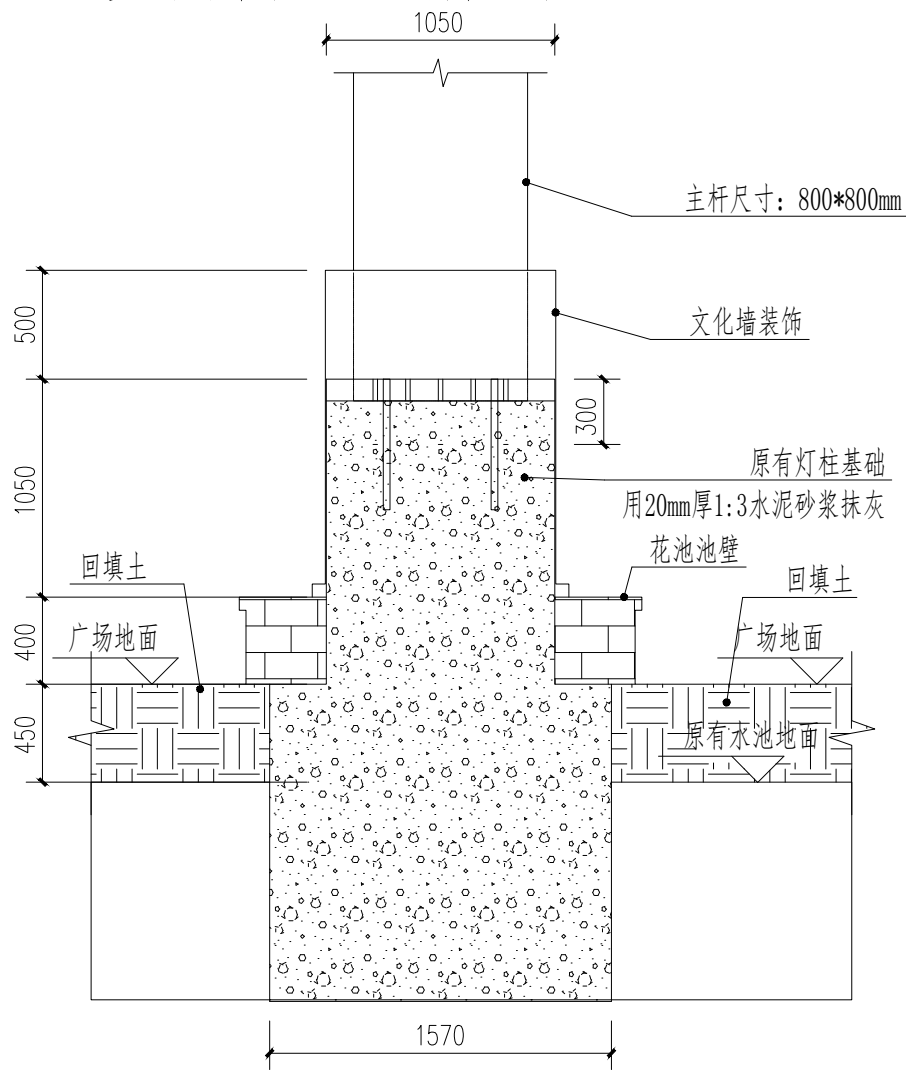 1050
主杆尺寸: 800*800mm
500
文化墙装饰
300
1050
原有灯柱基础
用20mm厚1:3水泥砂浆抹灰
花池池壁
回填土
回填土
400
广场地面
广场地面
450
原有水池地面
1570